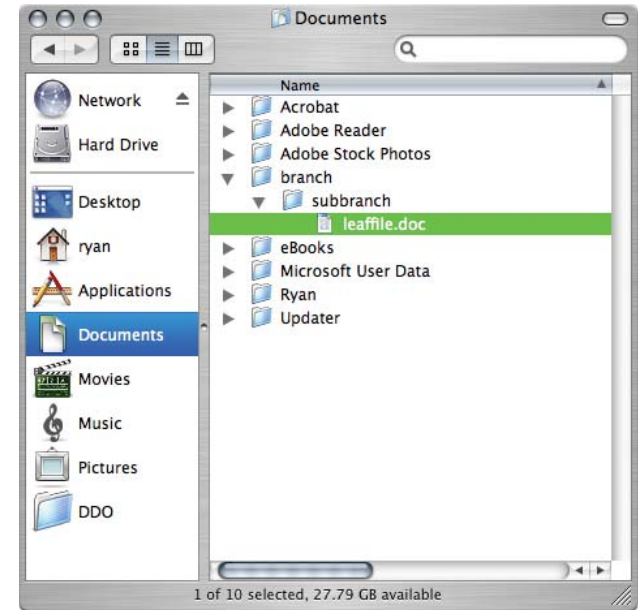 Documents
Network
Hard Drive
Desktop
ryan
Applications
Documents
Movies
Music
Pictures
DDO
Name
Acrobat
Adobe Reader
Adobe Stock Photos
branch
subbranch
leaffile.doc
eBooks
Microsoft User Data
Ryan
Updater
1 of 10 selected, 27.79 GB available